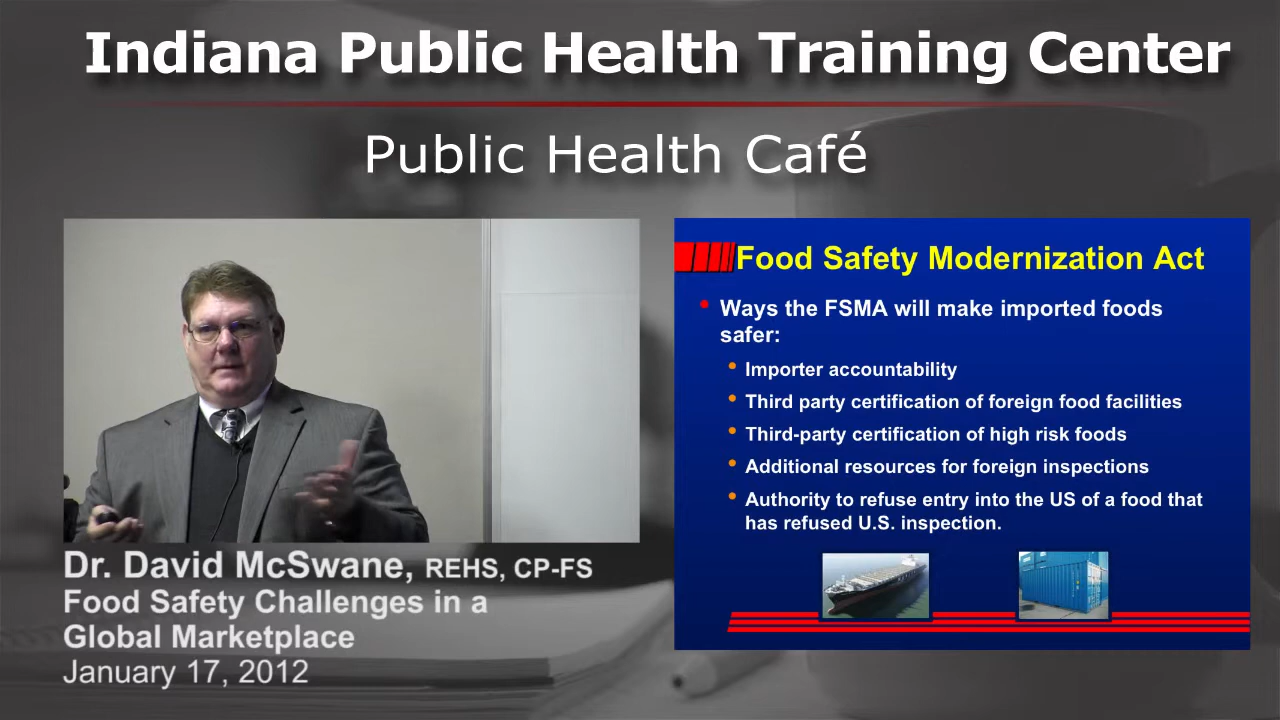 Indiana Public Health Training Center
Public Health Café
Food Safety Modernization Act
• Ways the FSMA will make imported foods
safer:
• Importer accountability
• Third party certification of foreign food facilities
• Third-party certification of high risk foods
• Additional resources for foreign inspections
• Authority to refuse entry into the US of a food that
has refused U.S. inspection.
Dr. David McSwane, REHS, CP-FS
Food Safety Challenges in a
Global Marketplace
January 17, 2012